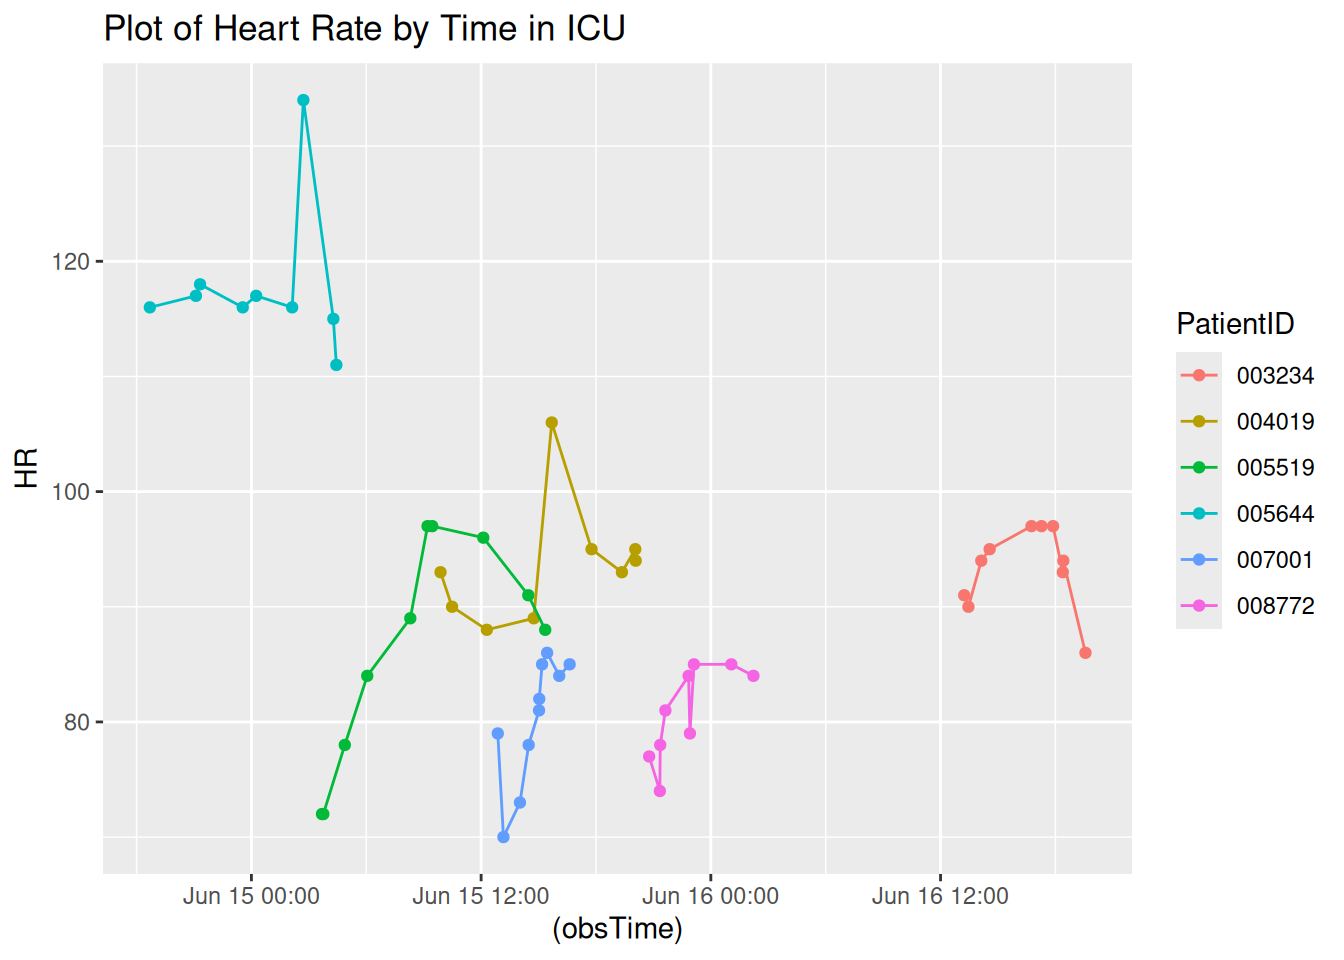 Plot of Heart Rate by Time in ICU
HR
120
100
80
Jun 15 00:00 Jun 15 12:00 Jun 16 00:00 Jun 16 12:00
(obsTime)
PatientID
003234
004019
005519
005644
007001
008772